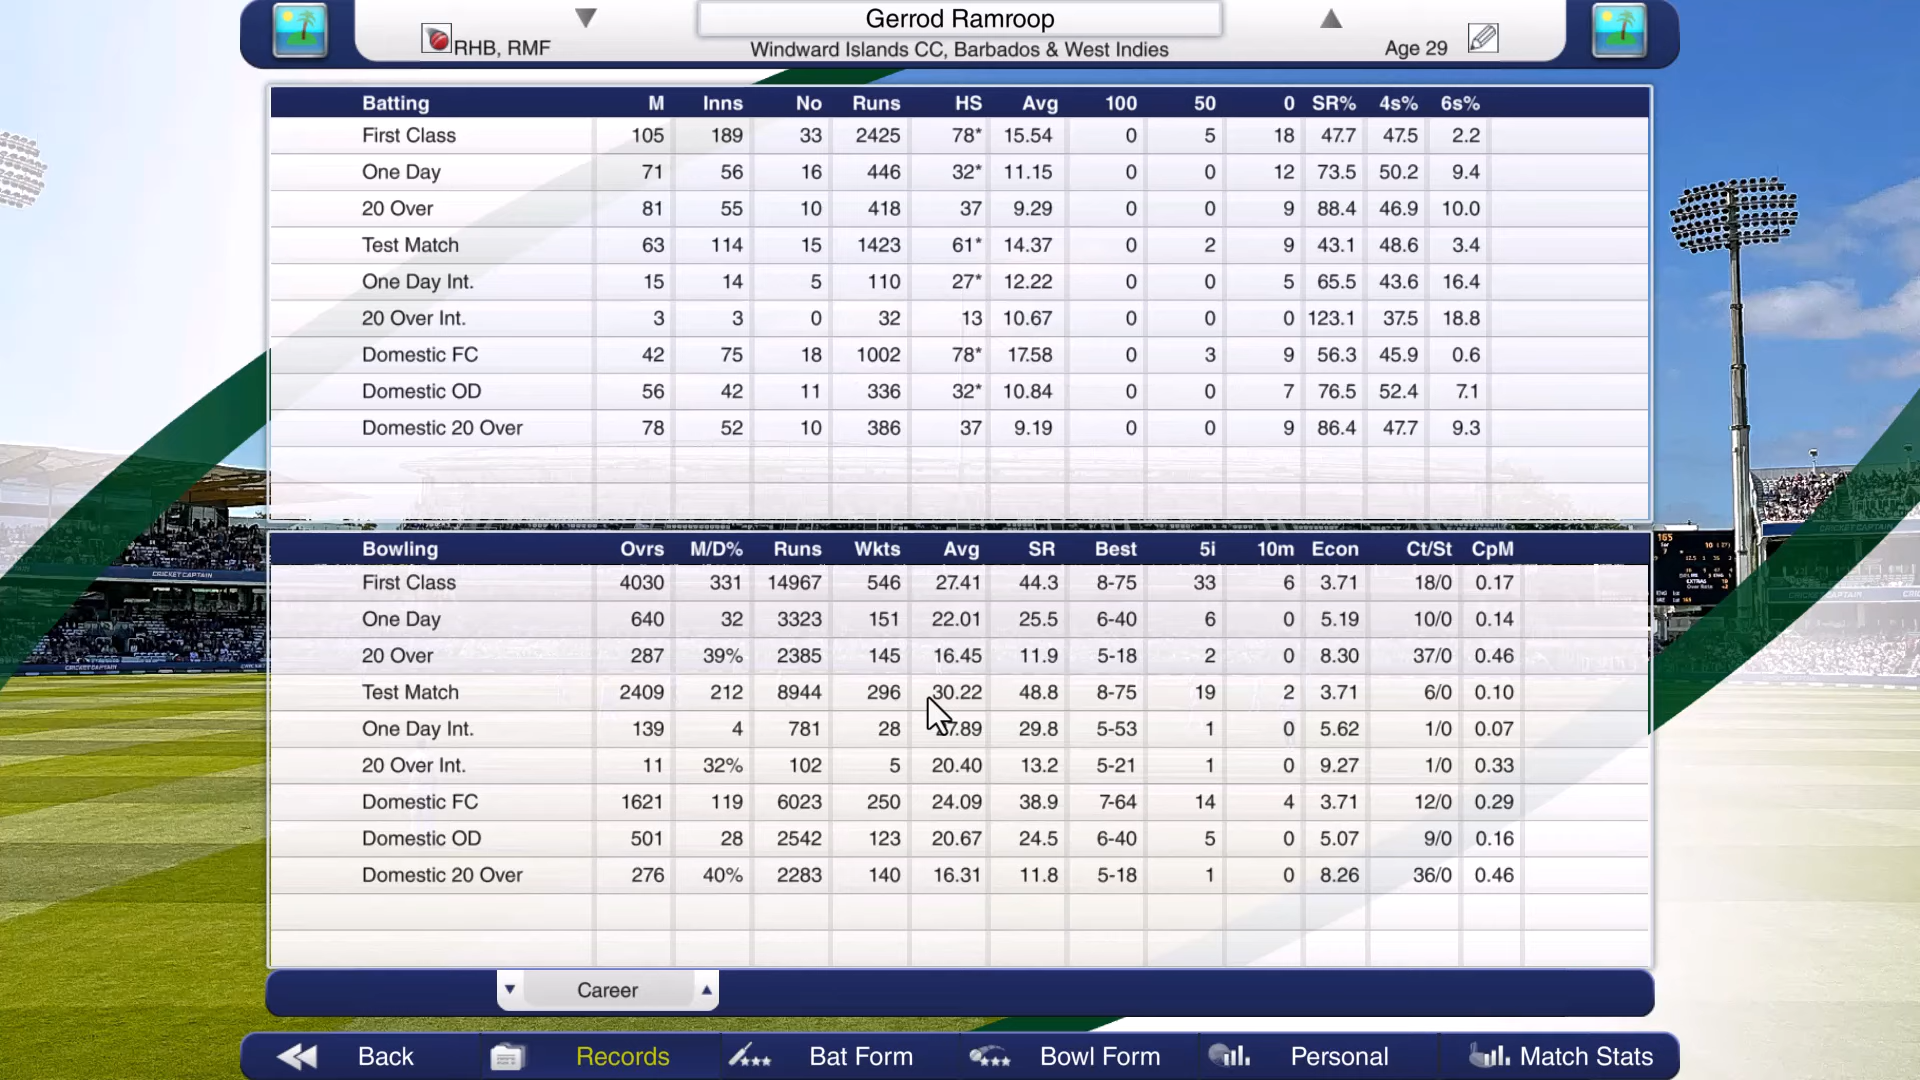 Gerrod Ramroop
RHB, RMF
Windward Islands CC, Barbados & West Indies
Age 29
Batting M Inns No Runs HS Avg 100 50 0 SR% 4s% 6s%
First Class 105 189 33 2425 78* 15.54 0 5 18 47.7 47.5 2.2
One Day 71 56 16 446 32* 11.15 0 0 12 73.5 50.2 9.4
20 Over 81 55 10 418 37 9.29 0 0 9 88.4 46.9 10.0
Test Match 63 114 15 1423 61* 14.37 0 2 9 43.1 48.6 3.4
One Day Int. 15 14 5 110 27* 12.22 0 0 5 65.5 43.6 16.4
20 Over Int. 3 3 0 32 13 10.67 0 0 0 123.1 37.5 18.8
Domestic FC 42 75 18 1002 78* 17.58 0 3 9 56.3 45.9 0.6
Domestic OD 56 42 11 336 32* 10.84 0 0 7 76.5 52.4 7.1
Domestic 20 Over 78 52 10 386 37 9.19 0 0 9 86.4 47.7 9.3
Bowling Ovrs M/D% Runs Wkts Avg SR Best 5i 10m Econ Ct/St CpM
First Class 4030 331 14967 546 27.41 44.3 8-75 33 6 3.71 18/0 0.17
One Day 640 32 3323 151 22.01 25.5 6-40 6 0 5.19 10/0 0.14
20 Over 287 39% 2385 145 16.45 11.9 5-18 2 0 8.30 37/0 0.46
Test Match 2409 212 8944 296 30.22 48.8 8-75 19 2 3.71 6/0 0.10
One Day Int. 139 4 781 28 29.8 5-53 1 0 5.62 1/0 0.07
20 Over Int. 11 32% 102 5 20.40 13.2 5-21 1 0 9.27 1/0 0.33
Domestic FC 1621 119 6023 250 24.09 38.9 7-64 14 4 3.71 12/0 0.29
Domestic OD 501 28 2542 123 20.67 24.5 6-40 5 0 5.07 9/0 0.16
Domestic 20 Over 276 40% 2283 140 16.31 11.8 5-18 1 0 8.26 36/0 0.46
CRICKET CAPTAIN
CRICKET CAPTAIN
CRICKET CAPTAIN
CRICKET CAPTAIN
165
Career
Back Records Bat Form Bowl Form Personal Match Stats